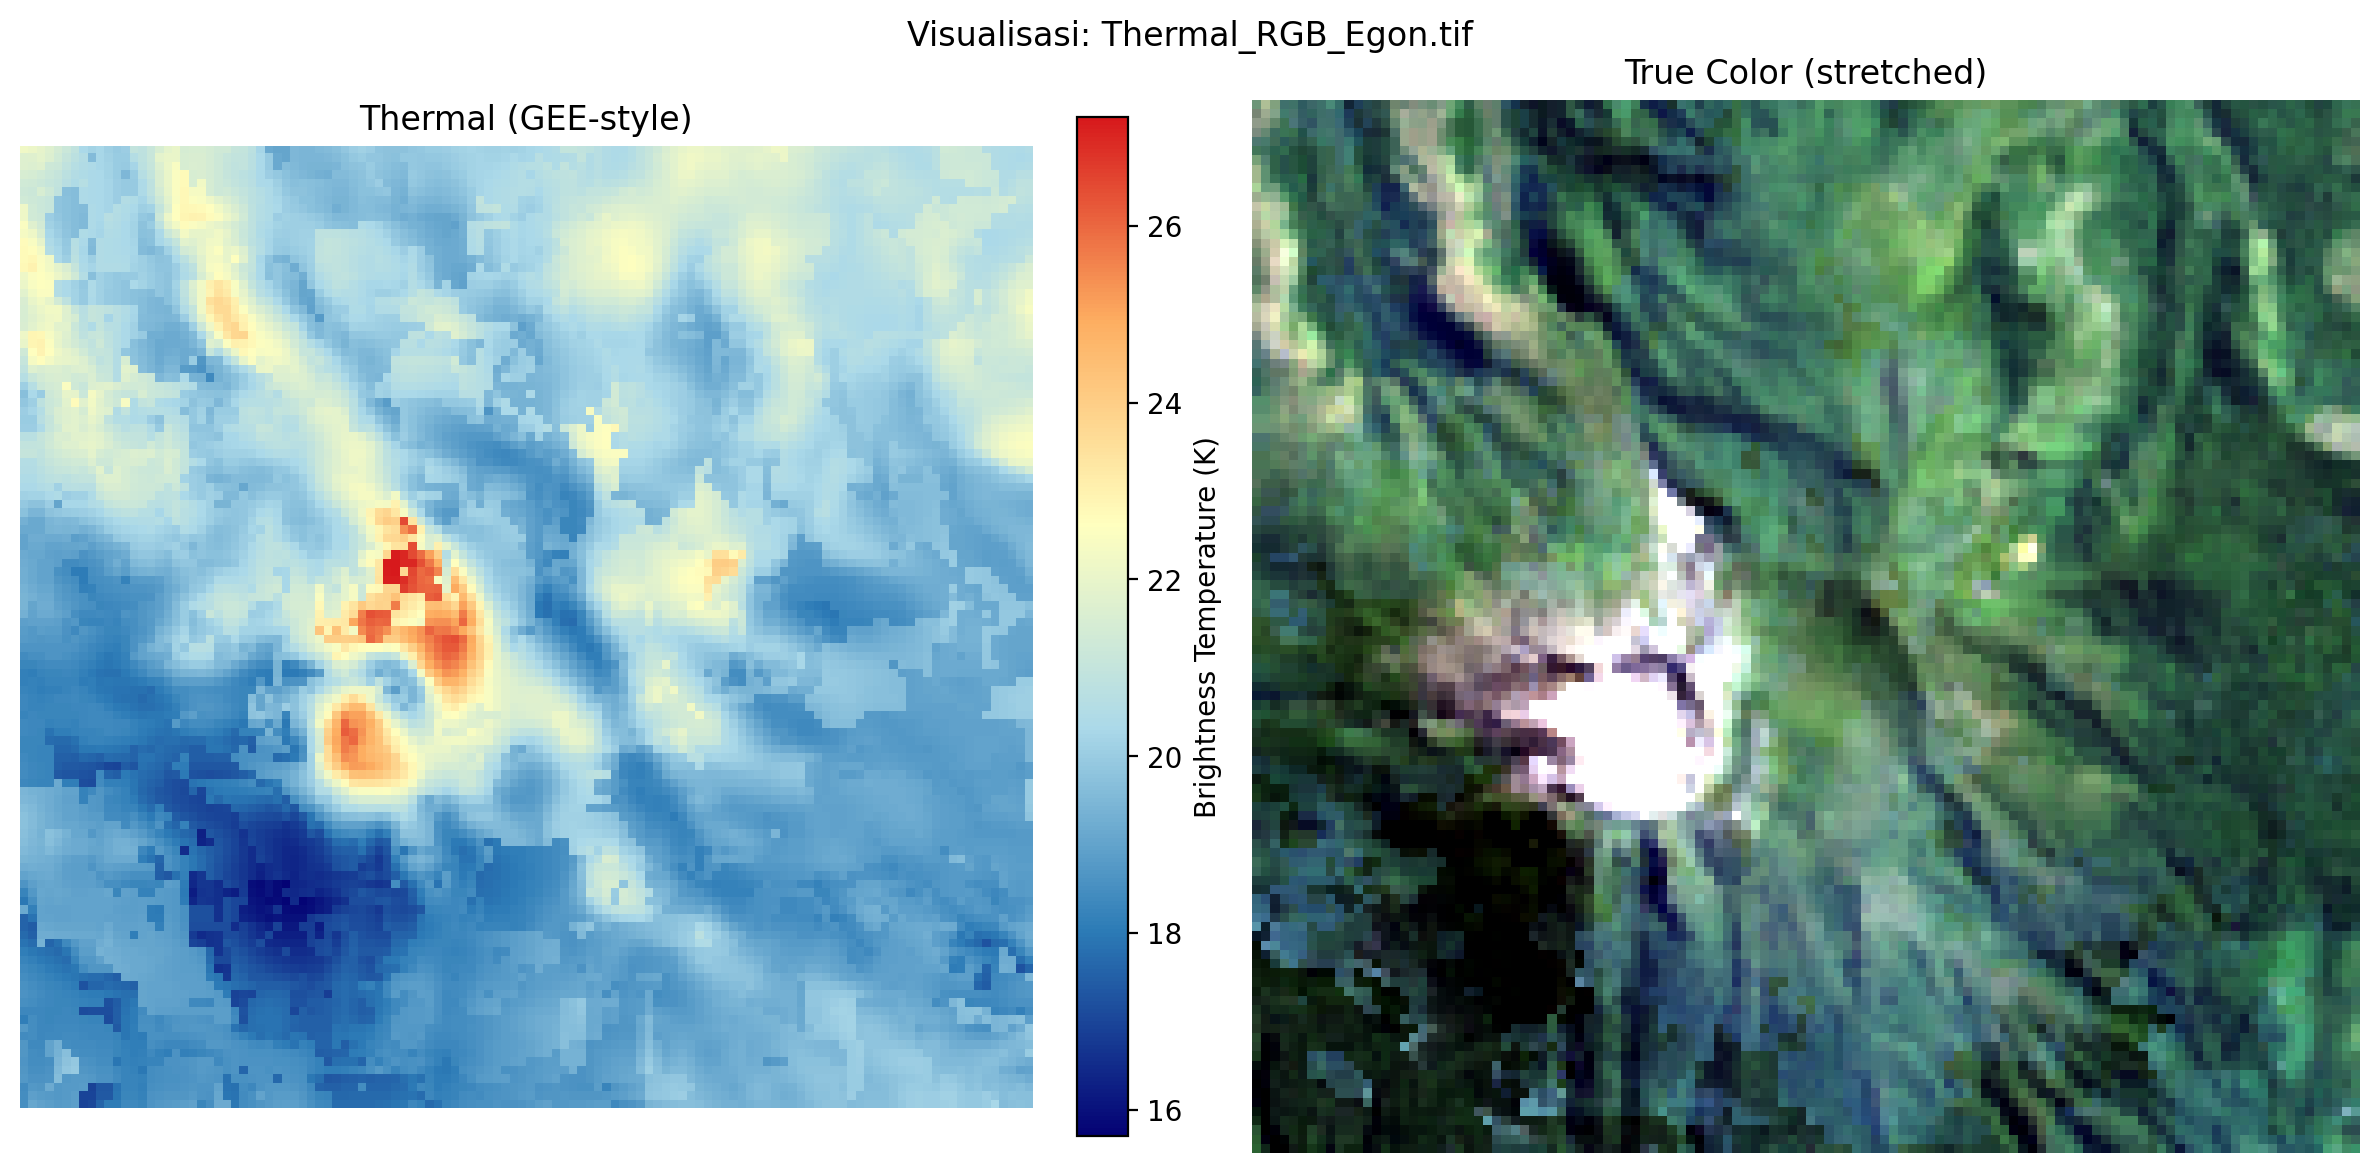 Visualisasi: Thermal_RGB_Egon.tif
Thermal (GEE-style)
True Color (stretched)
26
24
22
20
18
16
Brightness Temperature (K)